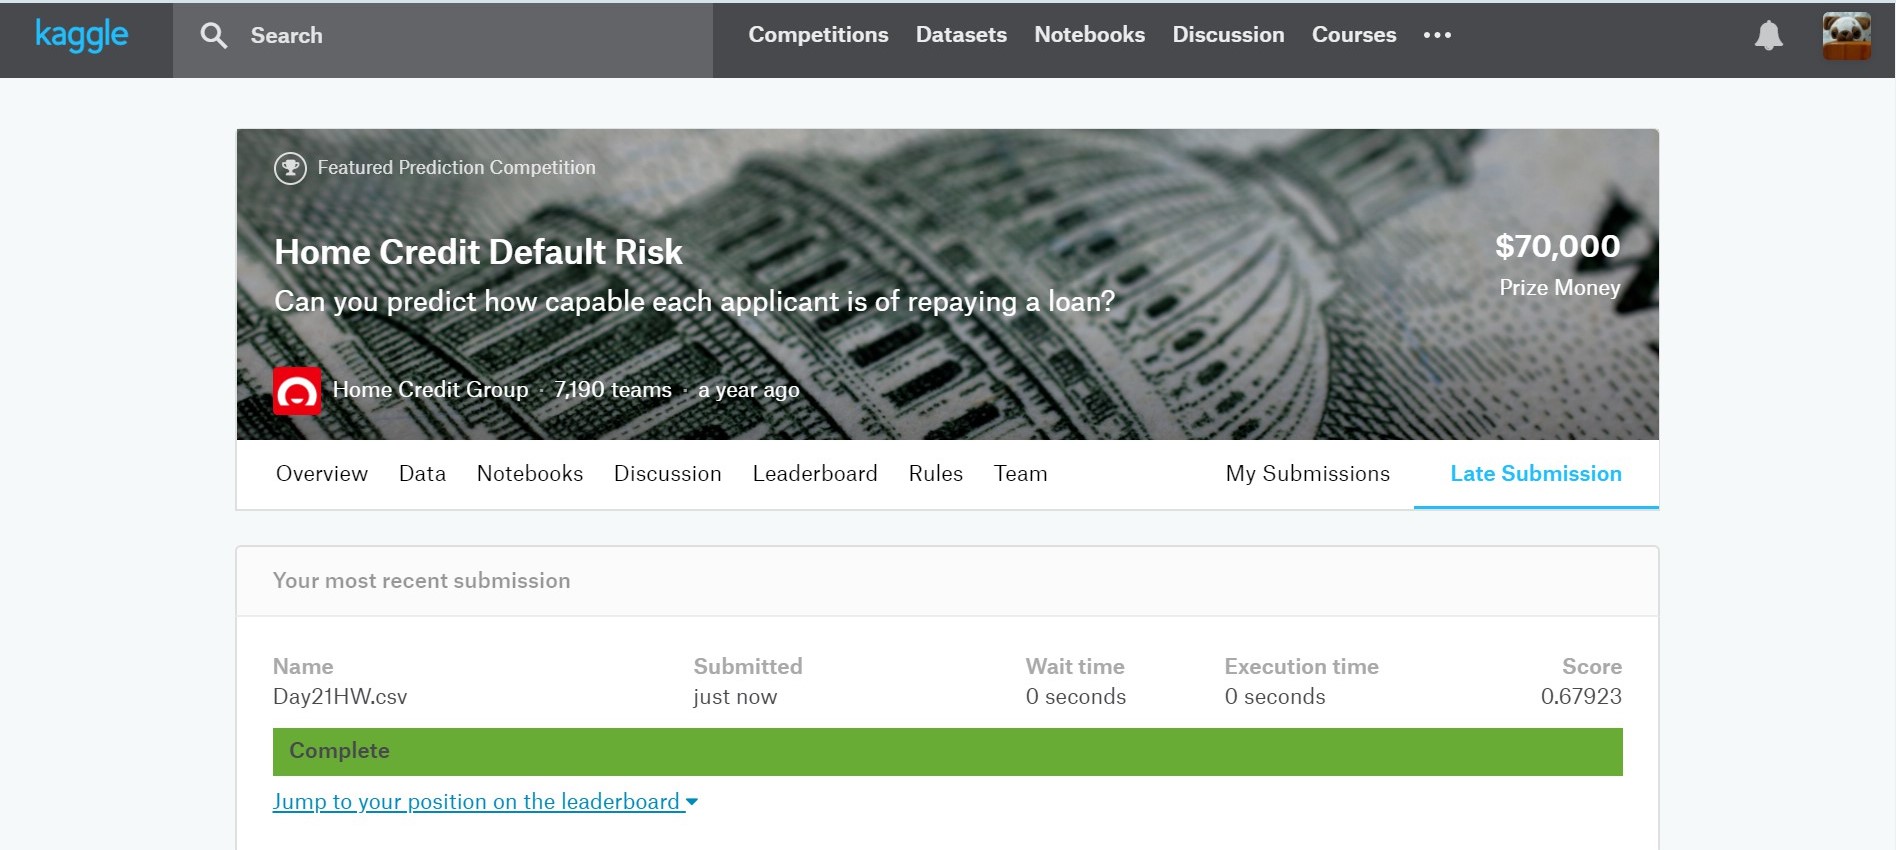 kaggle
Search
Competitions Datasets Notebooks Discussion Courses
Featured Prediction Competition
Home Credit Default Risk
Can you predict how capable each applicant is of repaying a loan?
$70,000
Prize Money
Home Credit Group · 7,190 teams · a year ago
Overview Data Notebooks Discussion Leaderboard Rules Team My Submissions Late Submission
Your most recent submission
Name Submitted Wait time Execution time Score
Day21HW.csv just now 0 seconds 0 seconds 0.67923
Complete
Jump to your position on the leaderboard